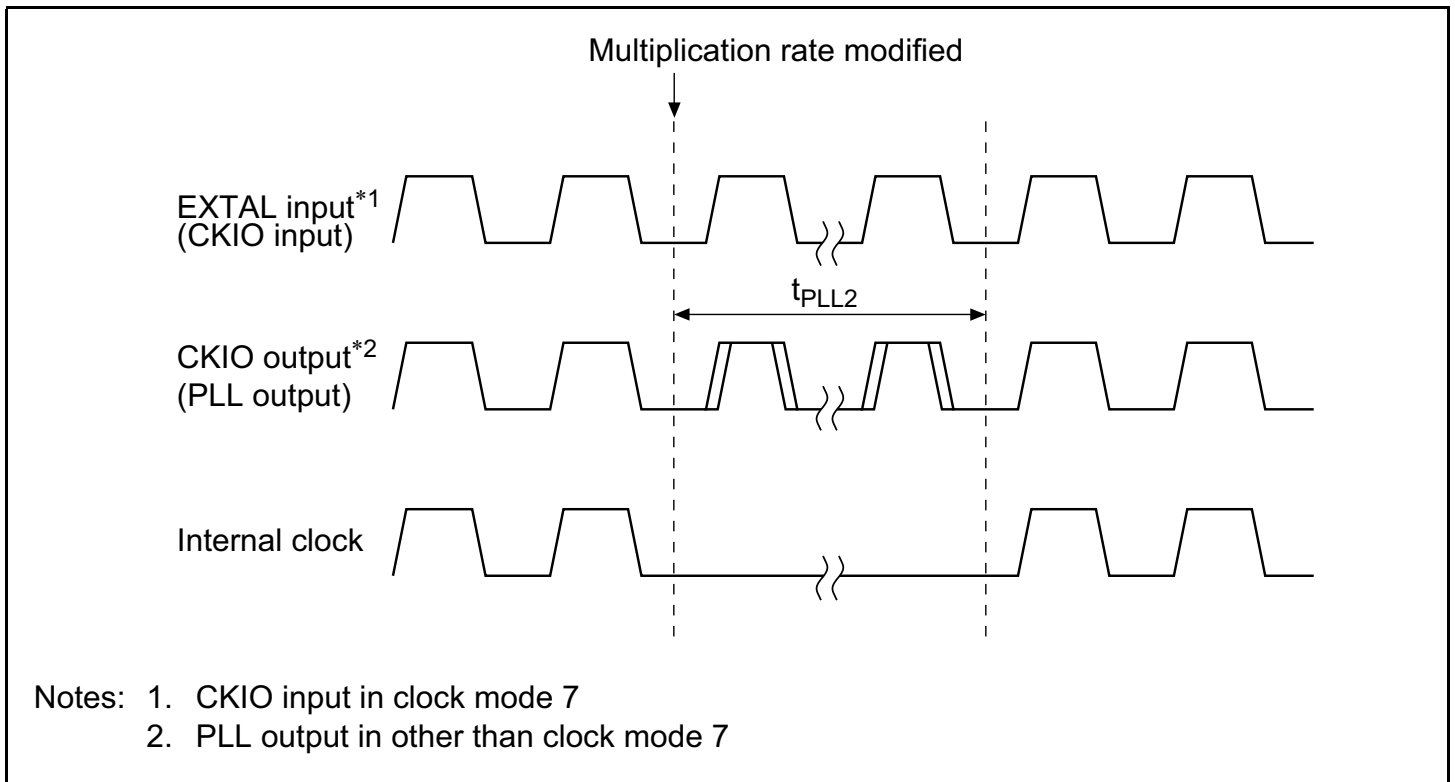 Multiplication rate modified
EXTAL input*1
(CKIO input)
tPLL2
CKIO output*2
(PLL output)
Internal clock
Notes: 1. CKIO input in clock mode 7
2. PLL output in other than clock mode 7